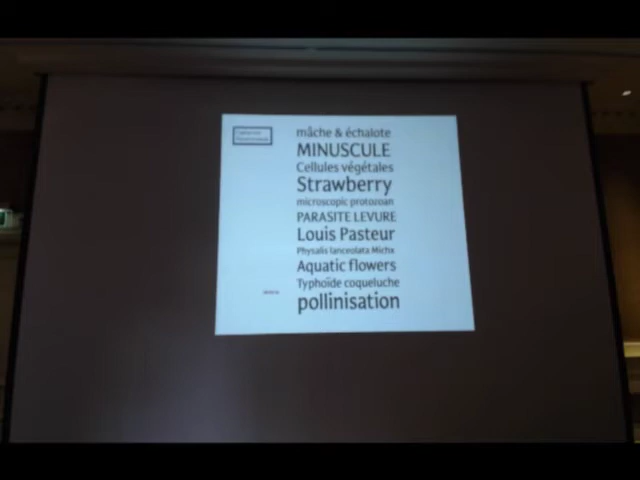 mâche & échalote
MINUSCULE
Cellules végétales
Strawberry
microscopic protozoan
PARASITE LEVURE
Louis Pasteur
Physalis lanceolata Michx
Aquatic flowers
Typhoïde coqueluche
pollinisation